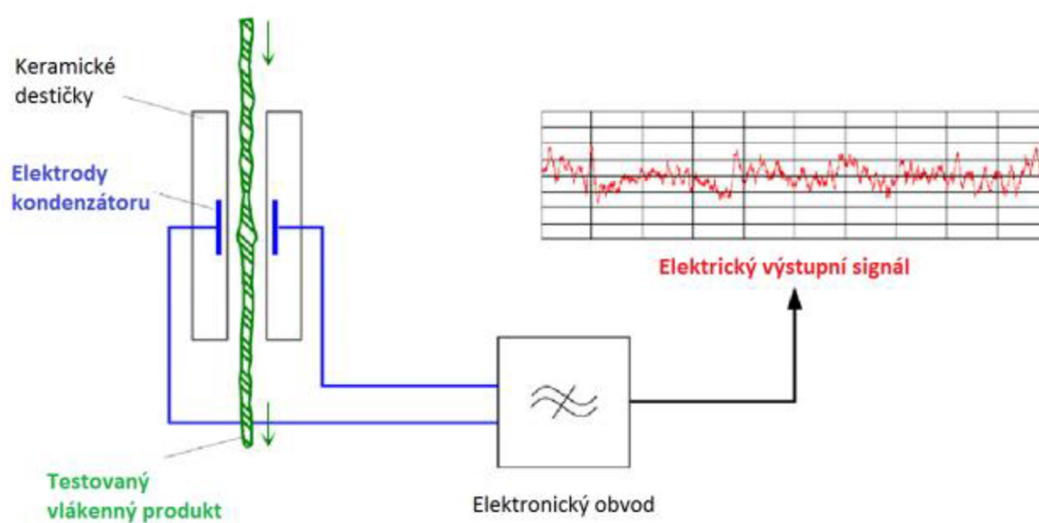 Keramické
destičky
Elektrody
kondenzátoru
Elektrický výstupní signál
Testovaný
vlákenný produkt
Elektronický obvod